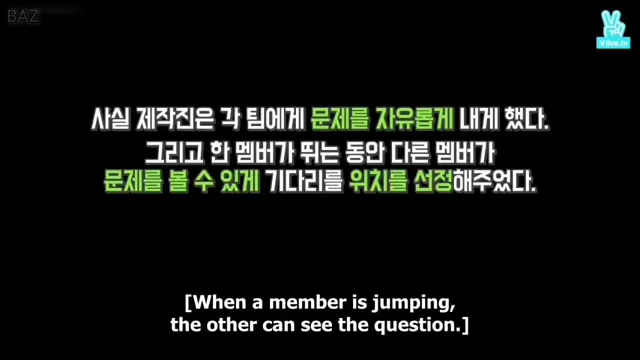 BAZ
V live.tv
사실 제작진은 각 팀에게 문제를 자유롭게 내게 했다.
그리고 한 멤버가 뛰는 동안 다른 멤버가
문제를 볼 수 있게 기다리를 위치를 선정해주었다.
[When a member is jumping,
the other can see the question.]